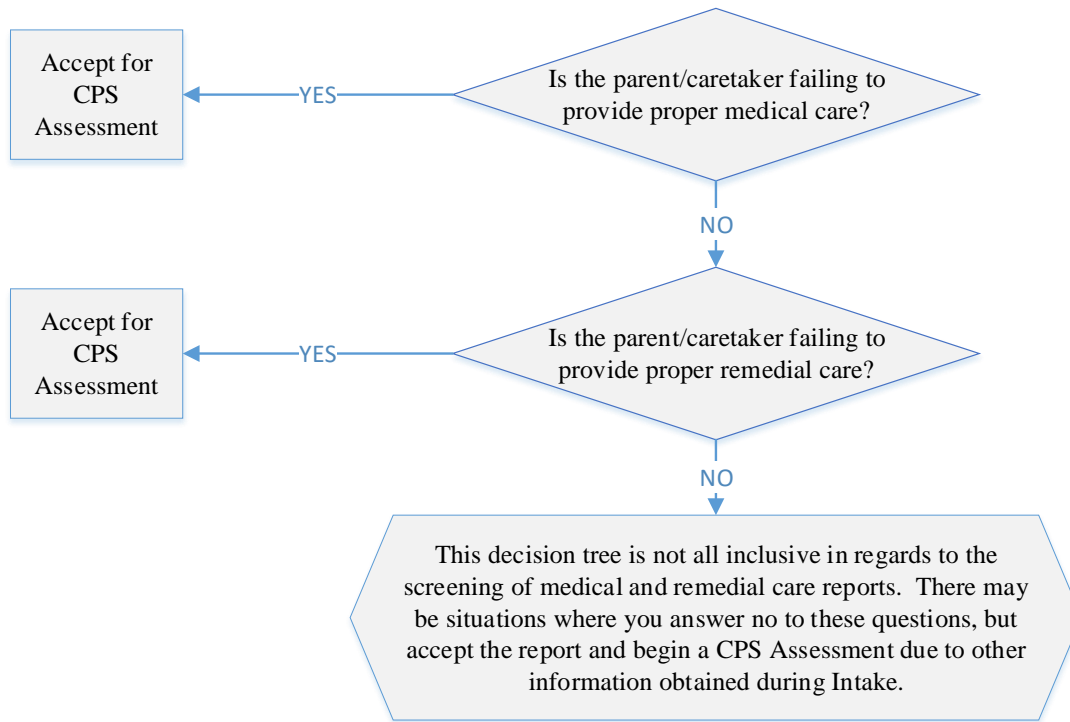 Accept for
CPS
Assessment
YES
Is the parent/caretaker failing to
provide proper medical care?
NO
Accept for
CPS
Assessment
YES
Is the parent/caretaker failing to
provide proper remedial care?
NO
This decision tree is not all inclusive in regards to the
screening of medical and remedial care reports.  There may
be situations where you answer no to these questions, but
accept the report and begin a CPS Assessment due to other
information obtained during Intake.